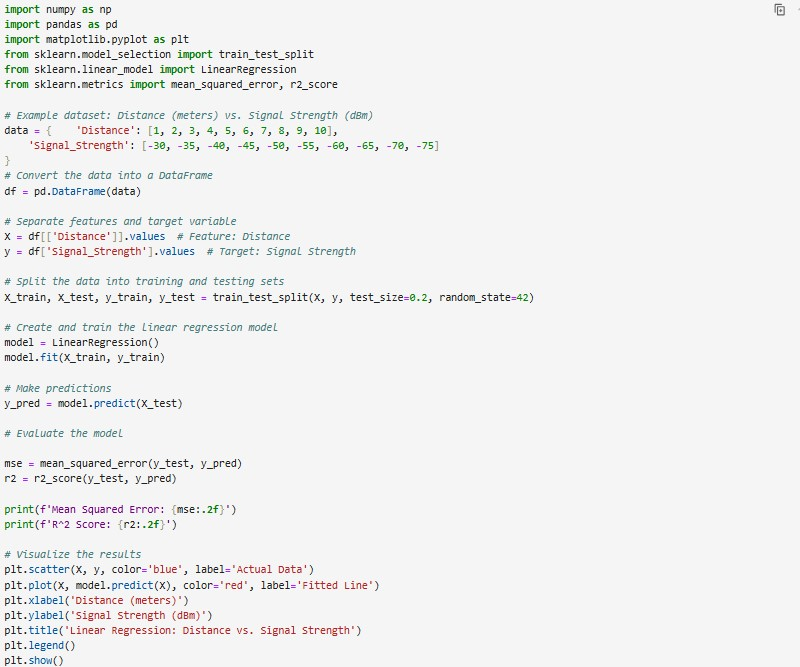 import numpy as np
import pandas as pd
import matplotlib.pyplot as plt
from sklearn.model_selection import train_test_split
from sklearn.linear_model import LinearRegression
from sklearn.metrics import mean_squared_error, r2_score

# Example dataset: Distance (meters) vs. Signal Strength (dBm)
data = {    'Distance': [1, 2, 3, 4, 5, 6, 7, 8, 9, 10],
    'Signal_Strength': [-30, -35, -40, -45, -50, -55, -60, -65, -70, -75]
}
# Convert the data into a DataFrame
df = pd.DataFrame(data)

# Separate features and target variable
X = df[['Distance']].values  # Feature: Distance
y = df['Signal_Strength'].values  # Target: Signal Strength

# Split the data into training and testing sets
X_train, X_test, y_train, y_test = train_test_split(X, y, test_size=0.2, random_state=42)

# Create and train the linear regression model
model = LinearRegression()
model.fit(X_train, y_train)

# Make predictions
y_pred = model.predict(X_test)

# Evaluate the model

mse = mean_squared_error(y_test, y_pred)
r2 = r2_score(y_test, y_pred)

print(f'Mean Squared Error: {mse:.2f}')
print(f'R^2 Score: {r2:.2f}')

# Visualize the results
plt.scatter(X, y, color='blue', label='Actual Data')
plt.plot(X, model.predict(X), color='red', label='Fitted Line')
plt.xlabel('Distance (meters)')
plt.ylabel('Signal Strength (dBm)')
plt.title('Linear Regression: Distance vs. Signal Strength')
plt.legend()
plt.show()